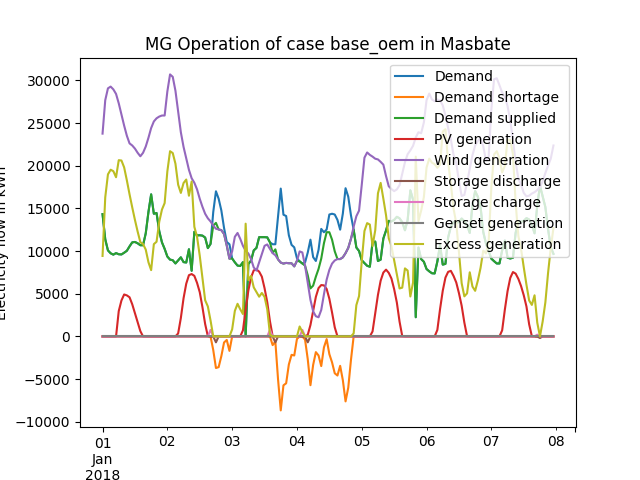 MG Operation of case base_oem in Masbate
Electricity flow in kWh
30000
25000
20000
15000
10000
5000
0
−5000
−10000
Demand
Demand shortage
Demand supplied
PV generation
Wind generation
Storage discharge
Storage charge
Genset generation
Excess generation
01 02 03 04 05 06 07 08
Jan
2018